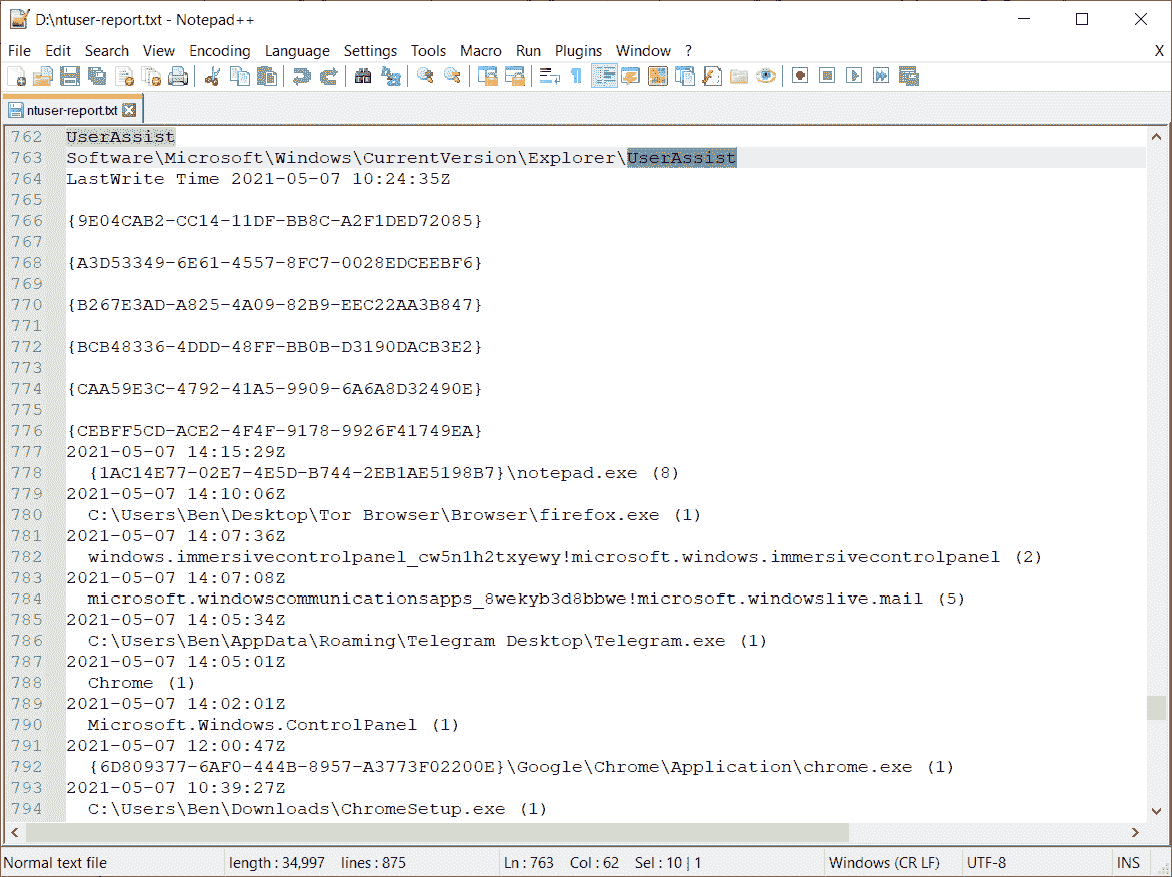 D:\ntuser-report.txt - Notepad++
File Edit Search View Encoding Language Settings Tools Macro Run Plugins Window ? X
ntuser-report.txt
762 UserAssist
763 Software\Microsoft\Windows\CurrentVersion\Explorer\UserAssist
764 LastWrite Time 2021-05-07 10:24:35Z
765
766 {9E04CAB2-CC14-11DF-BB8C-A2F1DED72085}
767
768 {A3D53349-6E61-4557-8FC7-0028EDCEEBF6}
769
770 {B267E3AD-A825-4A09-82B9-EEC22AA3B847}
771
772 {BCB48336-4DDD-48FF-BB0B-D3190DACB3E2}
773
774 {CAA59E3C-4792-41A5-9909-6A6A8D32490E}
775
776 {CEBFF5CD-ACE2-4F4F-9178-9926F41749EA}
777 2021-05-07 14:15:29Z
778 {1AC14E77-02E7-4E5D-B744-2EB1AE5198B7}\notepad.exe (8)
779 2021-05-07 14:10:06Z
780 C:\Users\Ben\Desktop\Tor Browser\Browser\firefox.exe (1)
781 2021-05-07 14:07:36Z
782 windows.immersivecontrolpanel_cw5n1h2txyewy!microsoft.windows.immersivecontrolpanel (2)
783 2021-05-07 14:07:08Z
784 microsoft.windowscommunicationsapps_8wekyb3d8bbwe!microsoft.windowslive.mail (5)
785 2021-05-07 14:05:34Z
786 C:\Users\Ben\AppData\Roaming\Telegram Desktop\Telegram.exe (1)
787 2021-05-07 14:05:01Z
788 Chrome (1)
789 2021-05-07 14:02:01Z
790 Microsoft.Windows.ControlPanel (1)
791 2021-05-07 12:00:47Z
792 {6D809377-6AF0-444B-8957-A3773F02200E}\Google\Chrome\Application\chrome.exe (1)
793 2021-05-07 10:39:27Z
794 C:\Users\Ben\Downloads\ChromeSetup.exe (1)
Normal text file length : 34,997 lines : 875 Ln : 763 Col : 62 Sel : 10 | 1 Windows (CR LF) UTF-8 INS